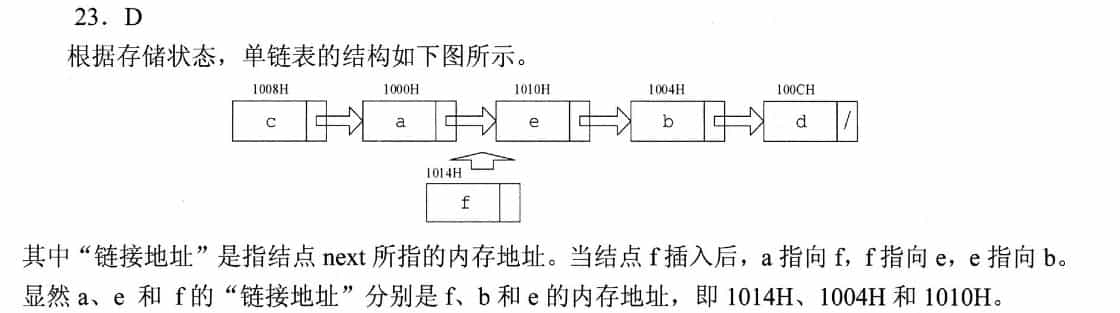 23．D
根据存储状态，单链表的结构如下图所示。
1008H 1000H 1010H 1004H 100CH
c a e b d /
1014H
f
其中“链接地址”是指结点 next 所指的内存地址。当结点 f 插入后，a 指向 f，f 指向 e，e 指向 b。
显然 a、e 和 f 的“链接地址”分别是 f、b 和 e 的内存地址，即 1014H、1004H 和 1010H。